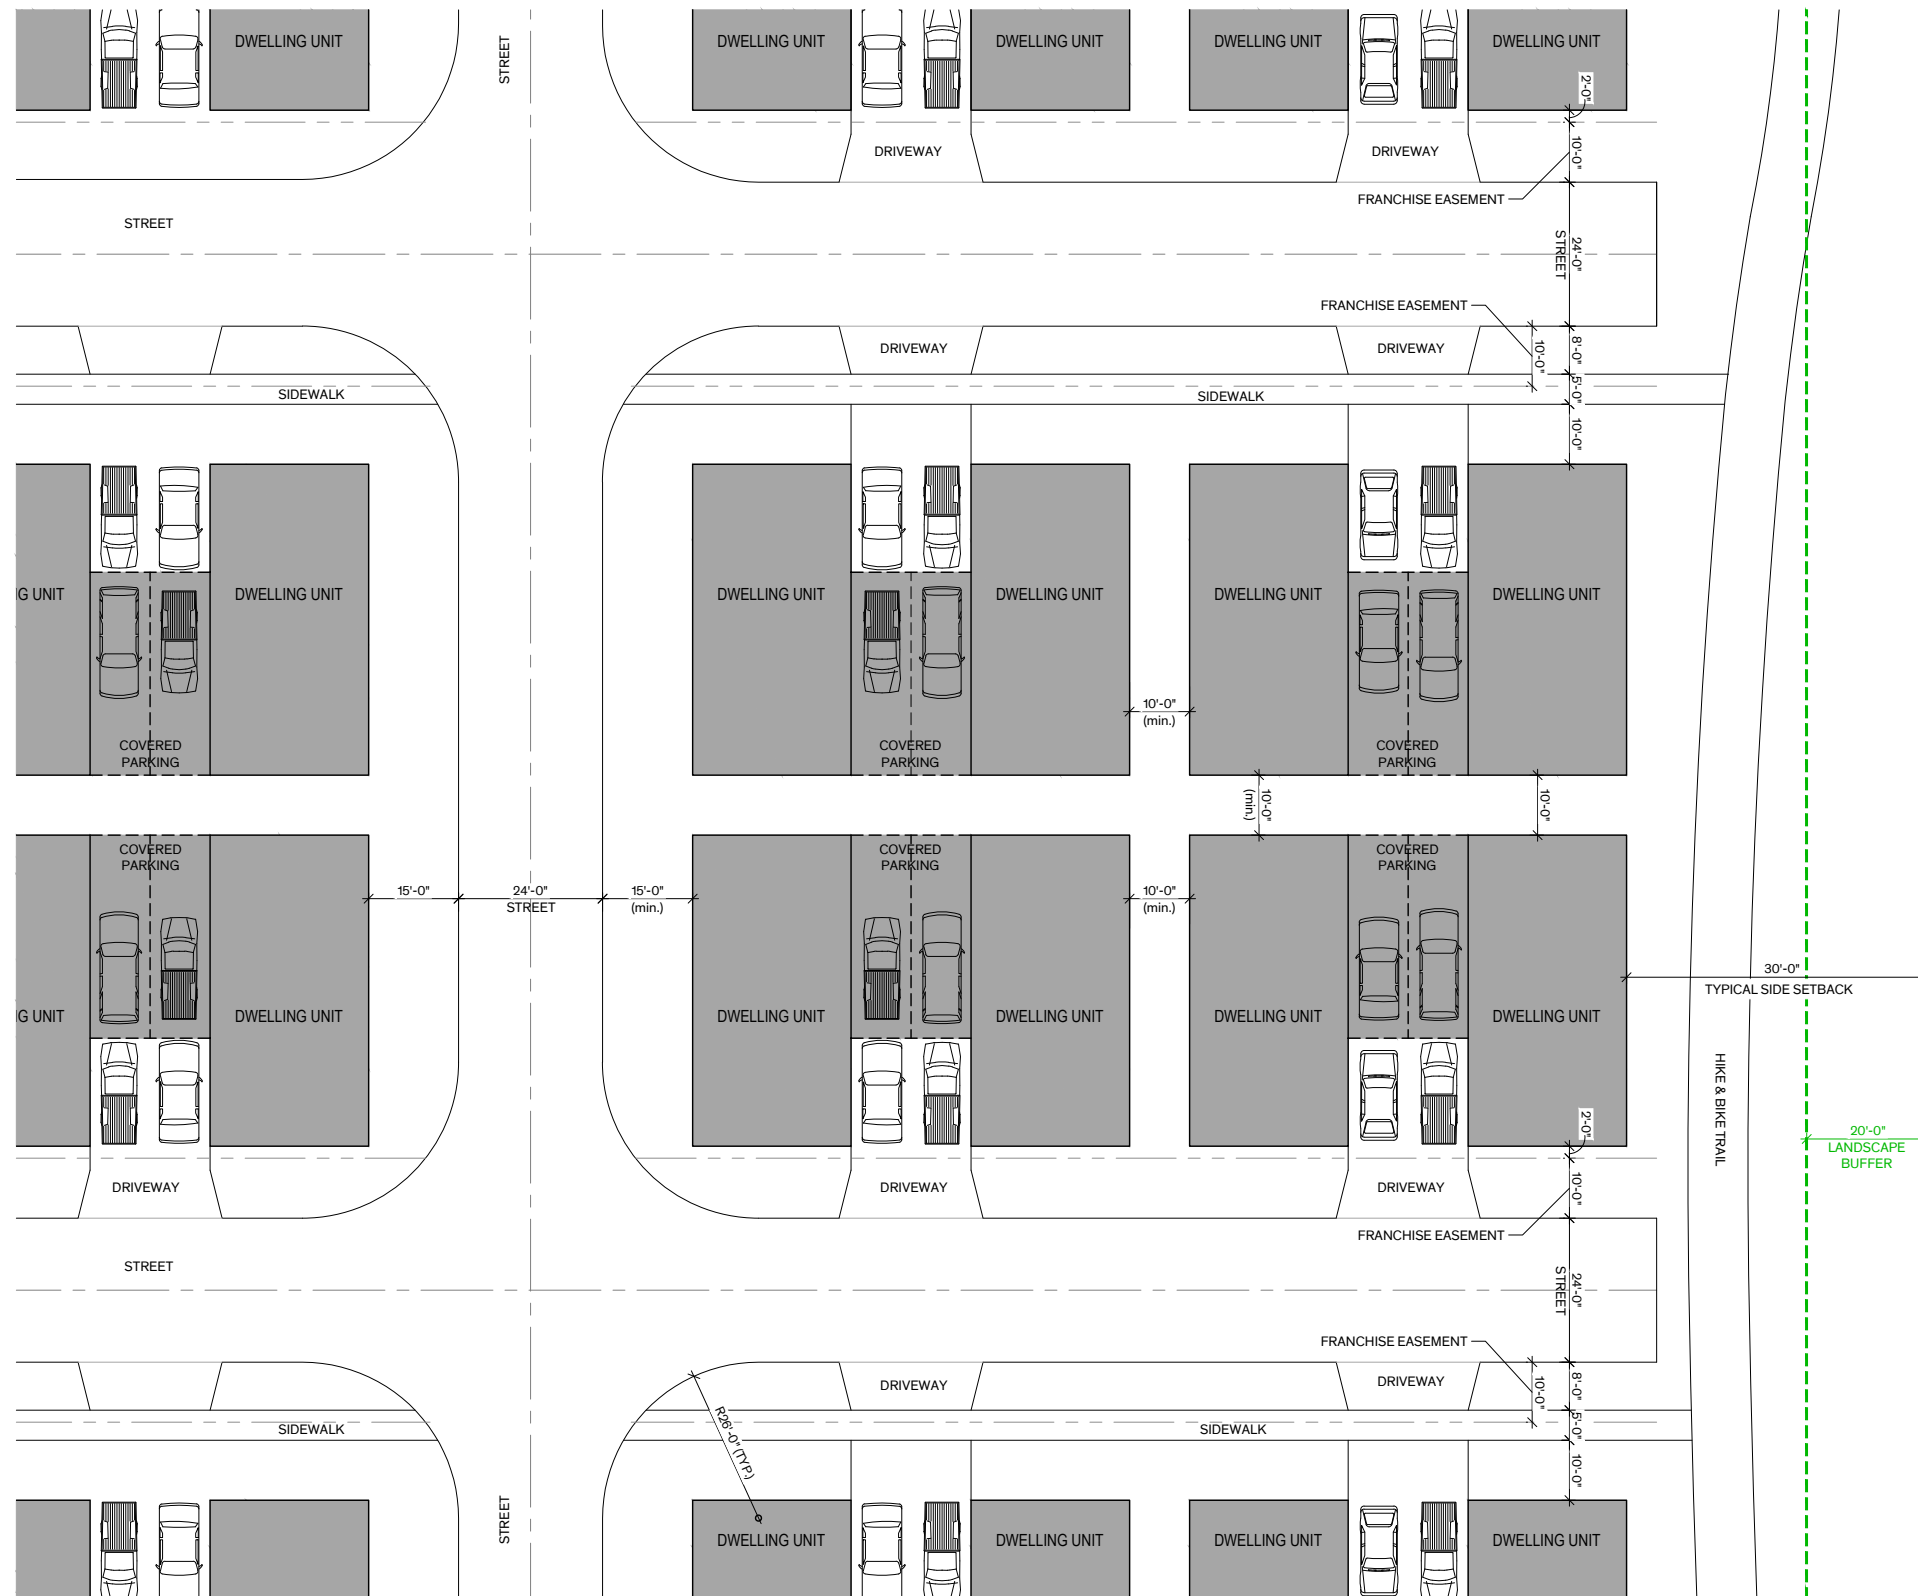 STREET
DWELLING UNIT
DWELLING UNIT
DWELLING UNIT
DWELLING UNIT
DWELLING UNIT
2'-0"
DRIVEWAY
DRIVEWAY
10'-0"
FRANCHISE EASEMENT
STREET
24'-0"
STREET
FRANCHISE EASEMENT
DRIVEWAY
DRIVEWAY
10'-0"
8'-0"
SIDEWALK
SIDEWALK
5'-0"
10'-0"
G UNIT
DWELLING UNIT
DWELLING UNIT
DWELLING UNIT
DWELLING UNIT
DWELLING UNIT
10'-0"
(min.)
COVERED
PARKING
COVERED
PARKING
COVERED
PARKING
10'-0"
(min.)
10'-0"
COVERED
PARKING
COVERED
PARKING
COVERED
PARKING
15'-0"
24'-0"
STREET
15'-0"
(min.)
10'-0"
(min.)
30'-0"
TYPICAL SIDE SETBACK
G UNIT
DWELLING UNIT
DWELLING UNIT
DWELLING UNIT
DWELLING UNIT
DWELLING UNIT
HIKE & BIKE TRAIL
2'-0"
20'-0"
LANDSCAPE
BUFFER
DRIVEWAY
DRIVEWAY
DRIVEWAY
10'-0"
FRANCHISE EASEMENT
STREET
24'-0"
STREET
FRANCHISE EASEMENT
DRIVEWAY
DRIVEWAY
10'-0"
8'-0"
R26'-0" (TYP.)
SIDEWALK
SIDEWALK
5'-0"
10'-0"
STREET
DWELLING UNIT
DWELLING UNIT
DWELLING UNIT
DWELLING UNIT